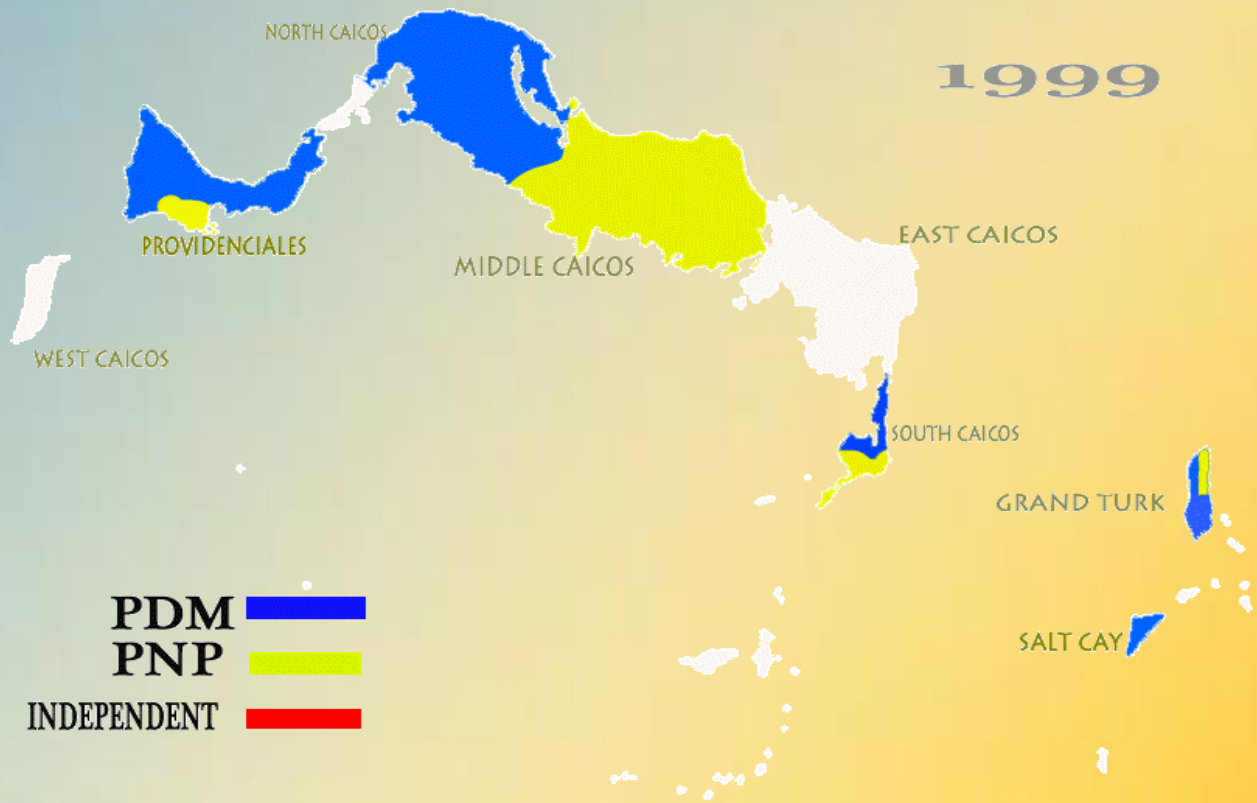 NORTH CAICOS
1999
PROVIDENCIALES
EAST CAICOS
MIDDLE CAICOS
WEST CAICOS
SOUTH CAICOS
GRAND TURK
PDM
PNP
SALT CAY
INDEPENDENT